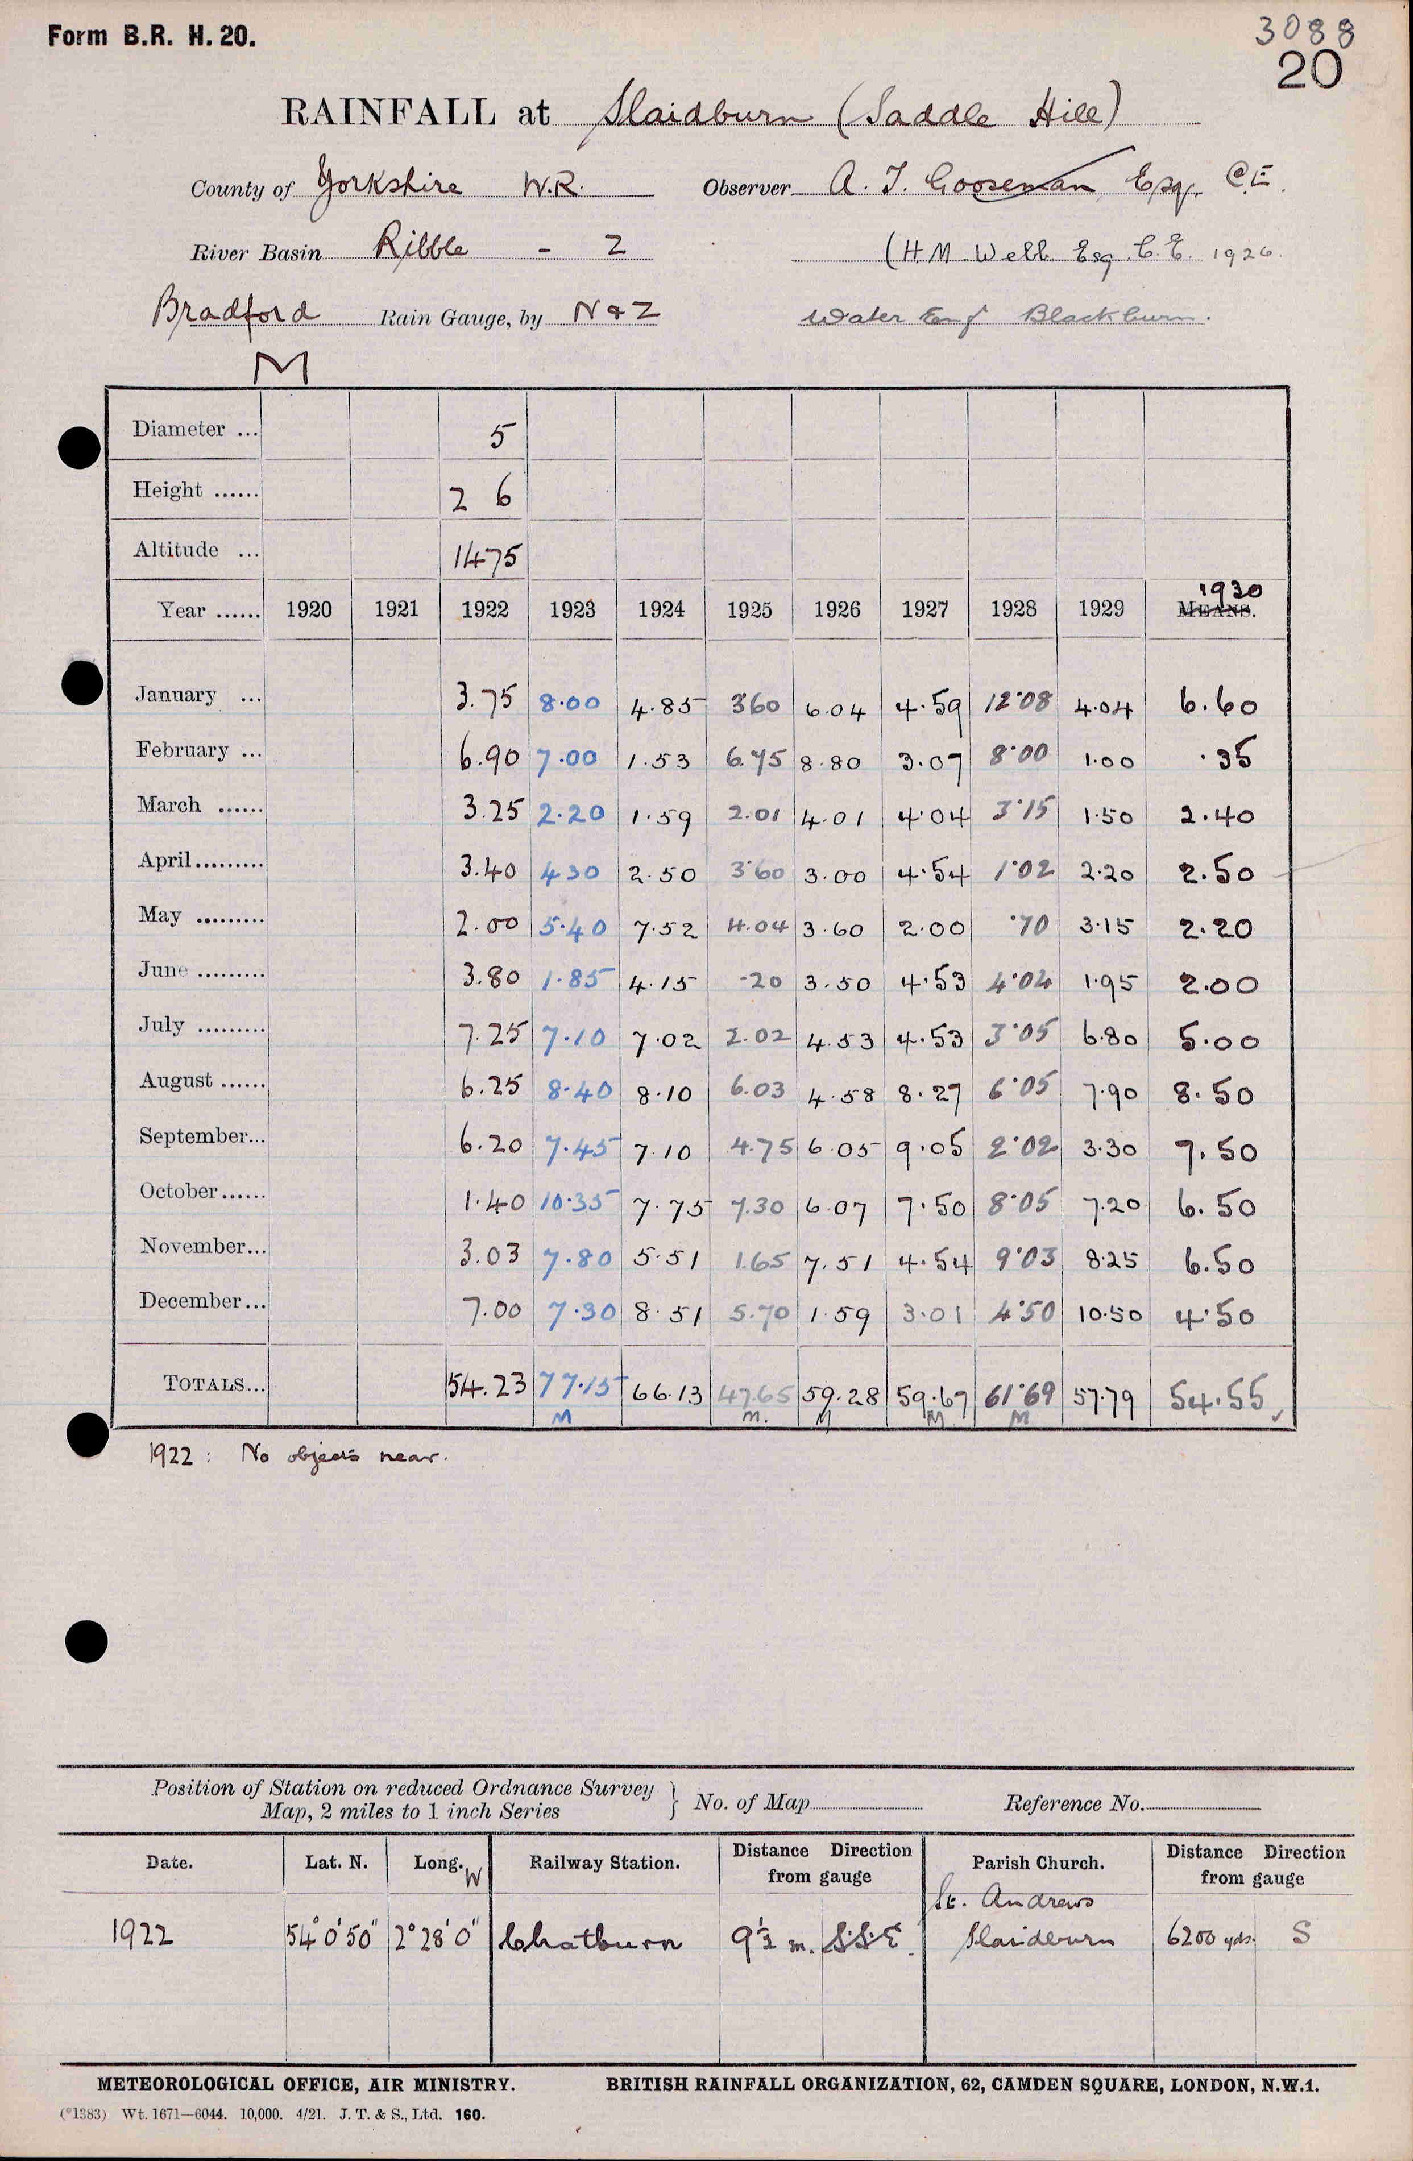 Form B.R. H. 20.
3088
20
RAINFALL at Slaidburn (Saddle Hill)
County of Yorkshire W.R. Observer A. J. Gooseman Esq. C.E.
River Basin Ribble - 2 (H M Webb Esq. C.E. 1926.
Bradford Rain Gauge, by N & Z Water Eng Blackburn.
M
Diameter ... 5
Height ...... 2 6
Altitude ... 1475
Year ...... 1920 1921 1922 1923 1924 1925 1926 1927 1928 1929 MEANS. 1930
January ... 3.75 8.00 4.85 3.60 6.04 4.59 12.08 4.04 6.60
February ... 6.90 7.00 1.53 6.75 8.80 3.07 8.00 1.00 .35
March ...... 3.25 2.20 1.59 2.01 4.01 4.04 3.15 1.50 2.40
April......... 3.40 4.30 2.50 3.60 3.00 4.54 1.02 2.20 2.50
May ......... 2.00 5.40 7.52 4.04 3.60 2.00 .70 3.15 2.20
June ......... 3.80 1.85 4.15 .20 3.50 4.53 4.04 1.95 2.00
July ......... 7.25 7.10 7.02 2.02 4.53 4.53 3.05 6.80 5.00
August ...... 6.25 8.40 8.10 6.03 4.58 8.27 6.05 7.90 8.50
September... 6.20 7.45 7.10 4.75 6.05 9.05 2.02 3.30 7.50
October...... 1.40 10.35 7.75 7.30 6.07 7.50 8.05 7.20 6.50
November... 3.03 7.80 5.51 1.65 7.51 4.54 9.03 8.25 6.50
December... 7.00 7.30 8.51 5.70 1.59 3.01 4.50 10.50 4.50
TOTALS... 54.23 77.15 66.13 47.65 59.28 59.67 61.69 57.79 54.55
M m. M M M
1922 : No objects near.
Position of Station on reduced Ordnance Survey
Map, 2 miles to 1 inch Series } No. of Map Reference No.
Date. Lat. N. Long. W Railway Station. Distance from gauge Direction Parish Church. Distance from gauge Direction
1922 54° 0' 50" 2° 28' 0" Chatburn 9½ m. S.S.E. St. Andrews Slaidburn 6200 yds. S
METEOROLOGICAL OFFICE, AIR MINISTRY. BRITISH RAINFALL ORGANIZATION, 62, CAMDEN SQUARE, LONDON, N.W.1.
(*1383) Wt. 1671—6044. 10,000. 4/21. J. T. & S., Ltd. 160.